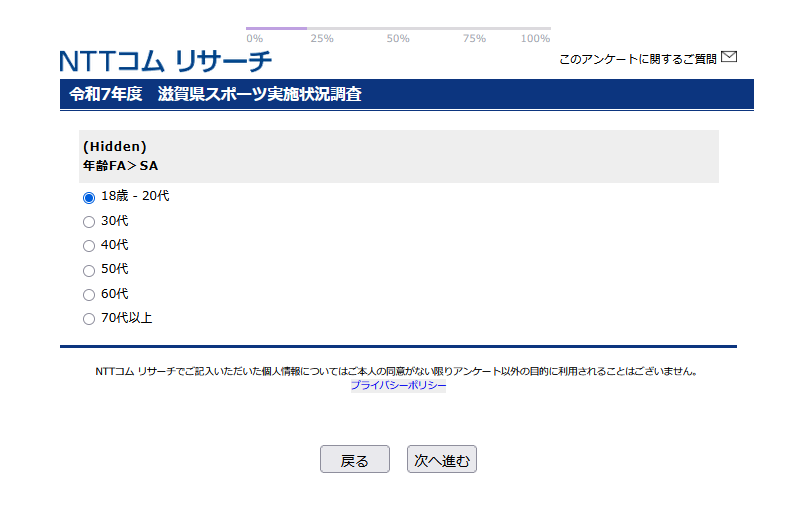 0% 25% 50% 75% 100%
NTTコム リサーチ
このアンケートに関するご質問
令和7年度 滋賀県スポーツ実施状況調査
(Hidden)
年齢FA＞SA
18歳 - 20代
30代
40代
50代
60代
70代以上
NTTコム リサーチでご記入いただいた個人情報についてはご本人の同意がない限りアンケート以外の目的に利用されることはございません。
プライバシーポリシー
戻る 次へ進む